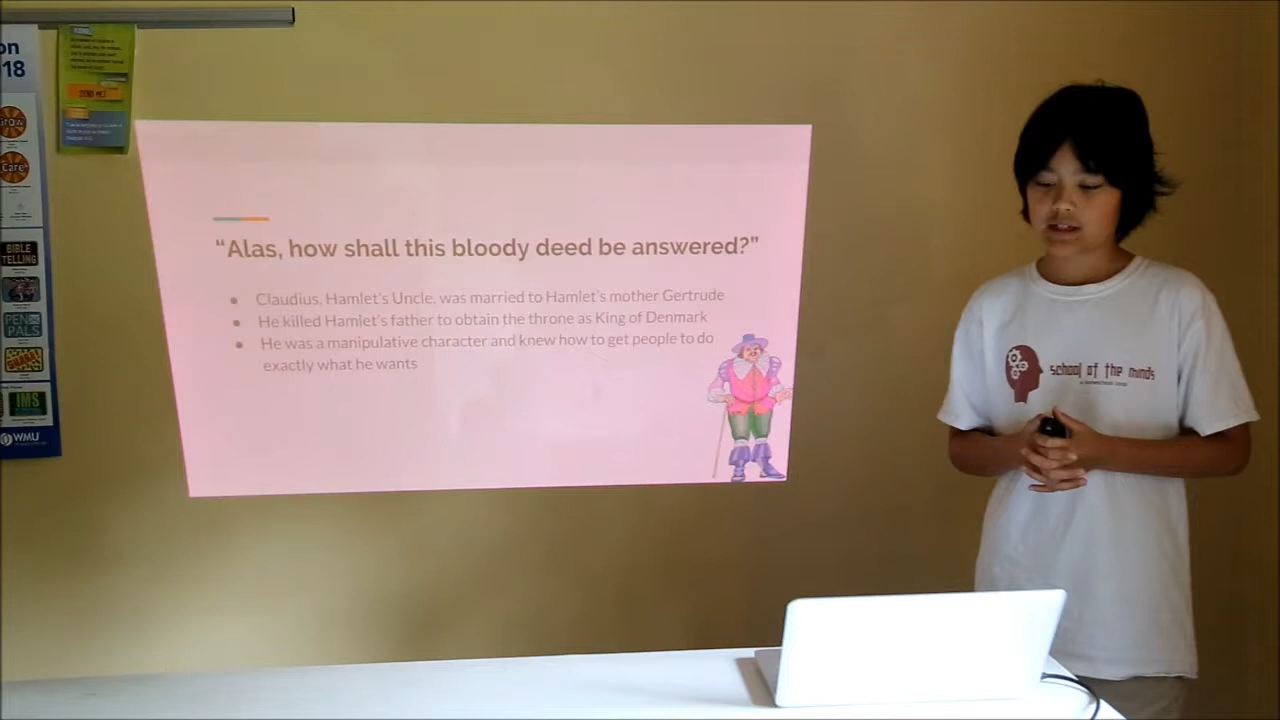 on
18
Grow
Care
BIBLE
TELLING
PEN
PALS
IMS
WMU
SEND ME!
“Alas, how shall this bloody deed be answered?”
● Claudius, Hamlet's Uncle, was married to Hamlet's mother Gertrude
● He killed Hamlet's father to obtain the throne as King of Denmark
● He was a manipulative character and knew how to get people to do
exactly what he wants
school of the minds